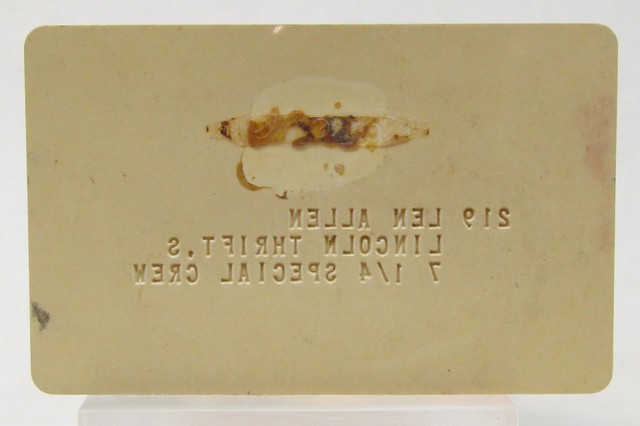 219 LEN ALLEN
LINCOLN THRIFT,S
7 1/4 SPECIAL CREW